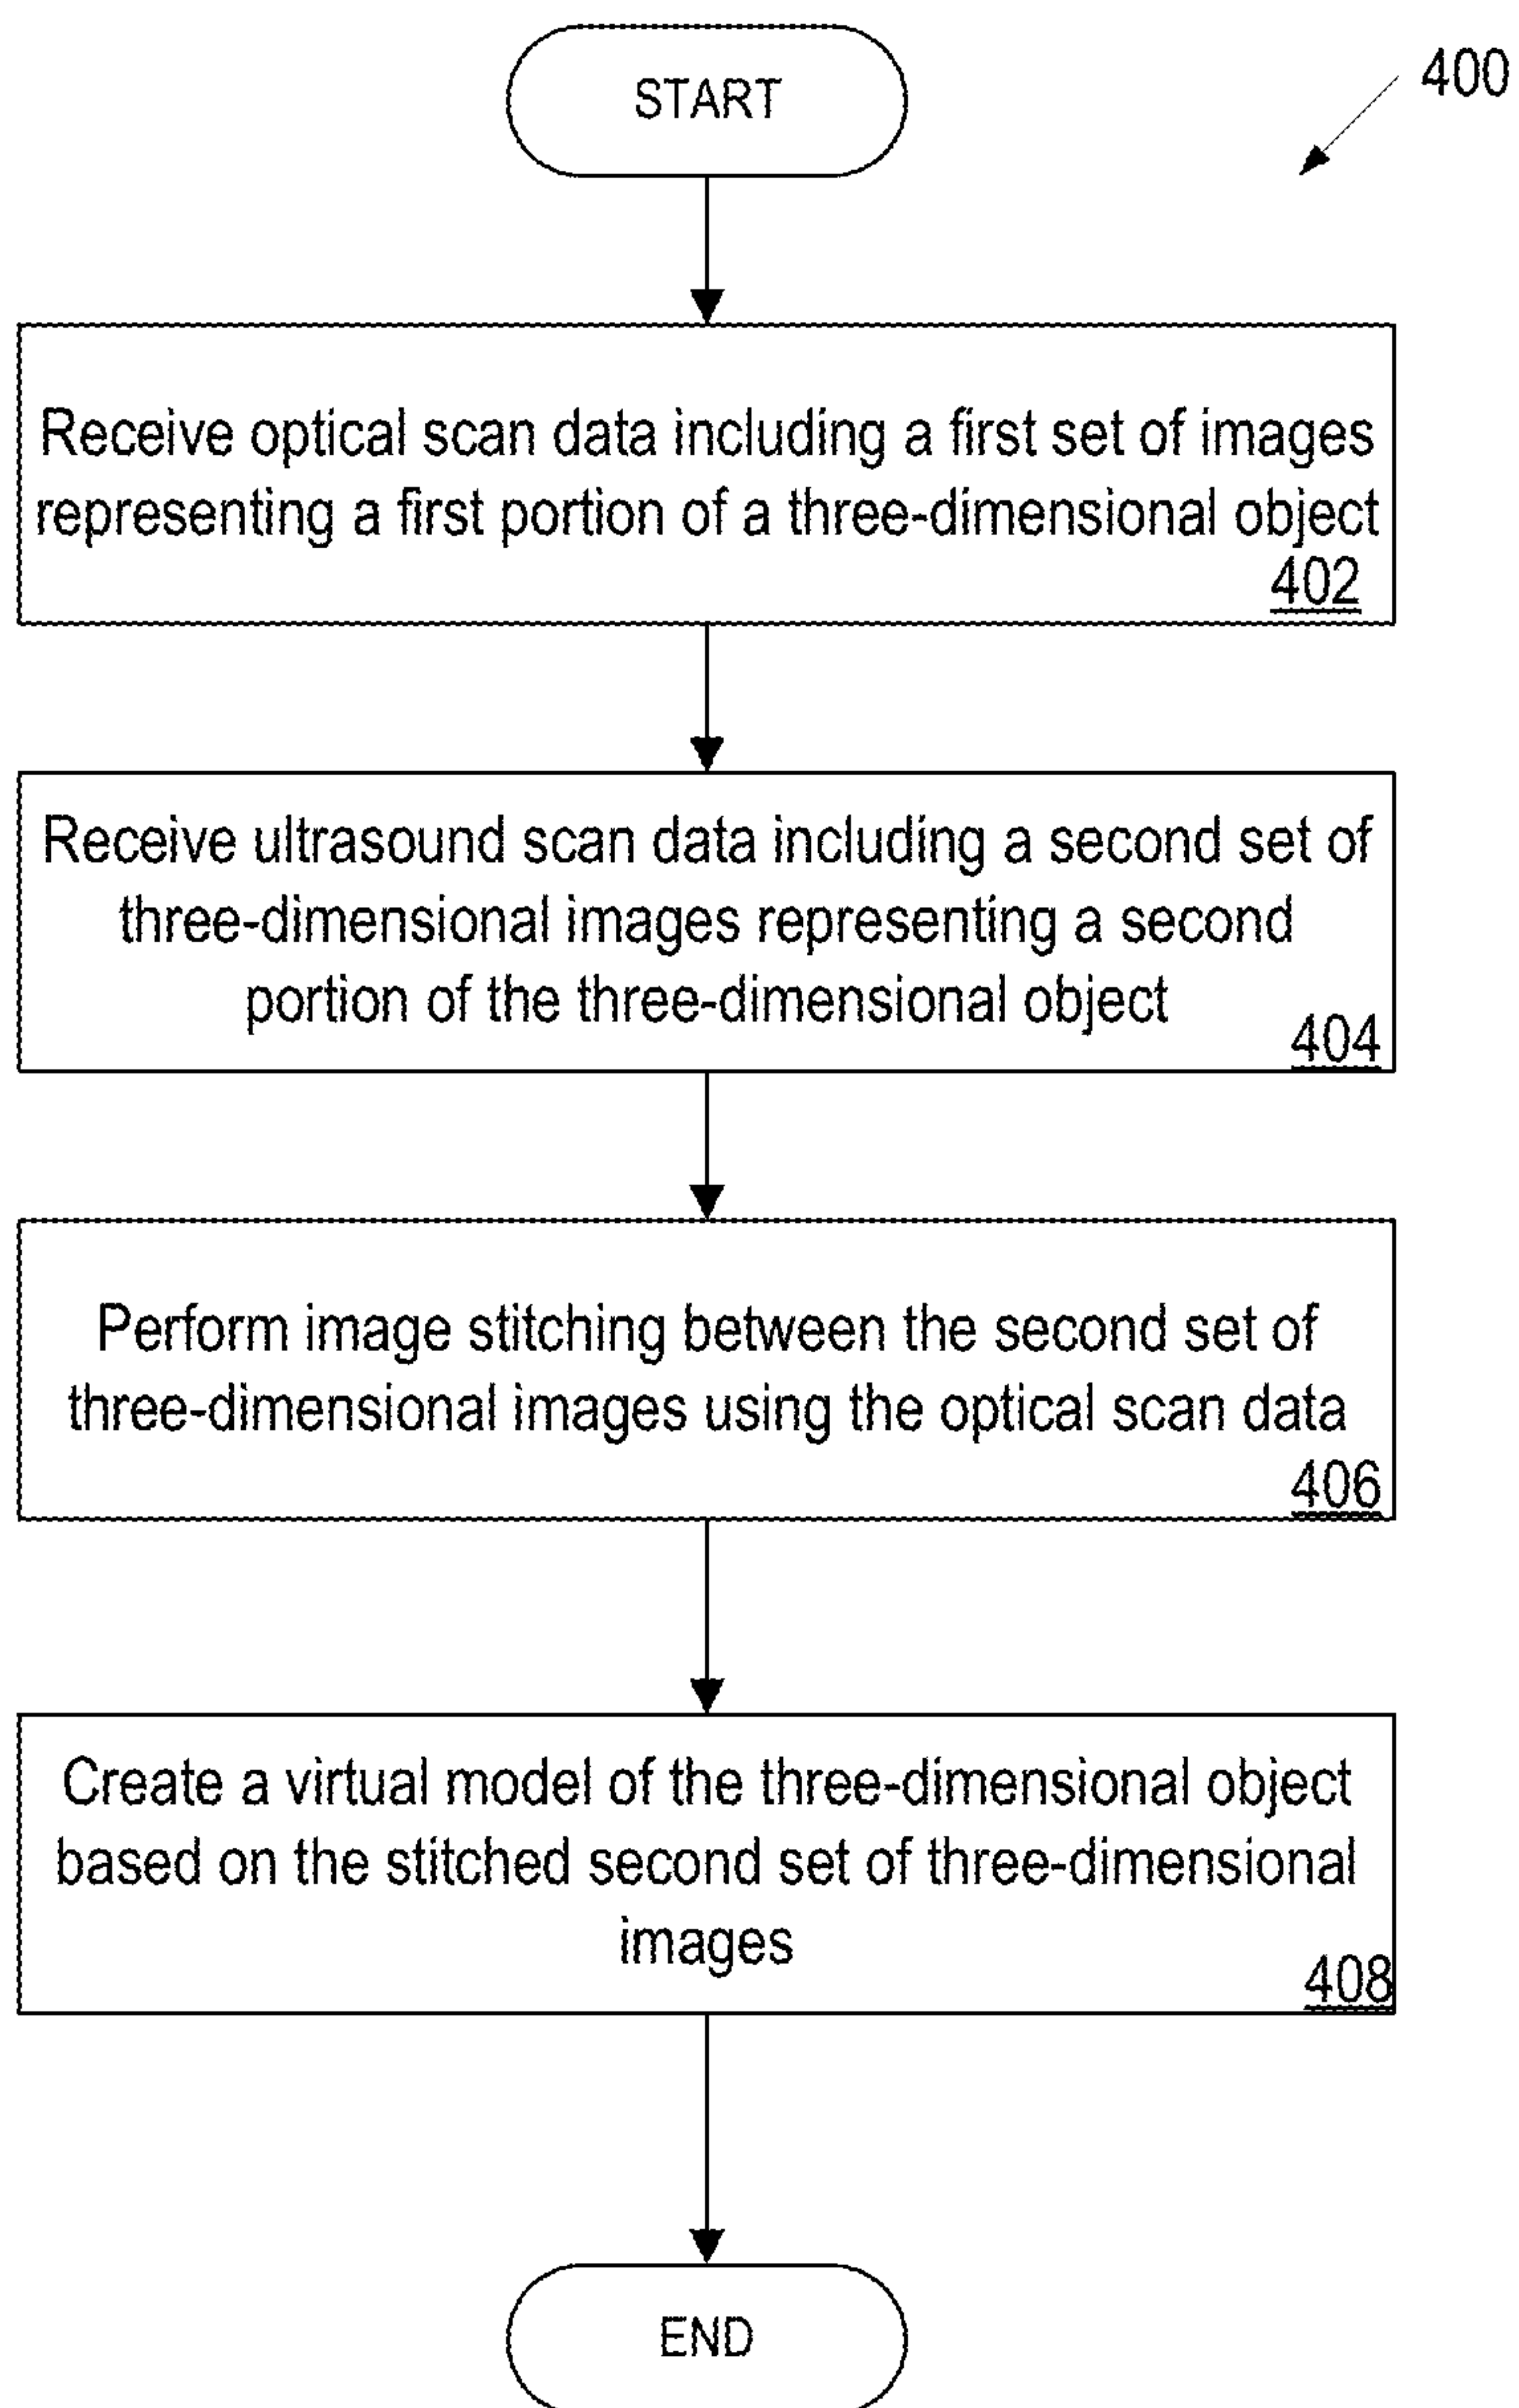 START
400
Receive optical scan data including a first set of images
representing a first portion of a three-dimensional object
402
Receive ultrasound scan data including a second set of
three-dimensional images representing a second
portion of the three-dimensional object
404
Perform image stitching between the second set of
three-dimensional images using the optical scan data
406
Create a virtual model of the three-dimensional object
based on the stitched second set of three-dimensional
images
408
END